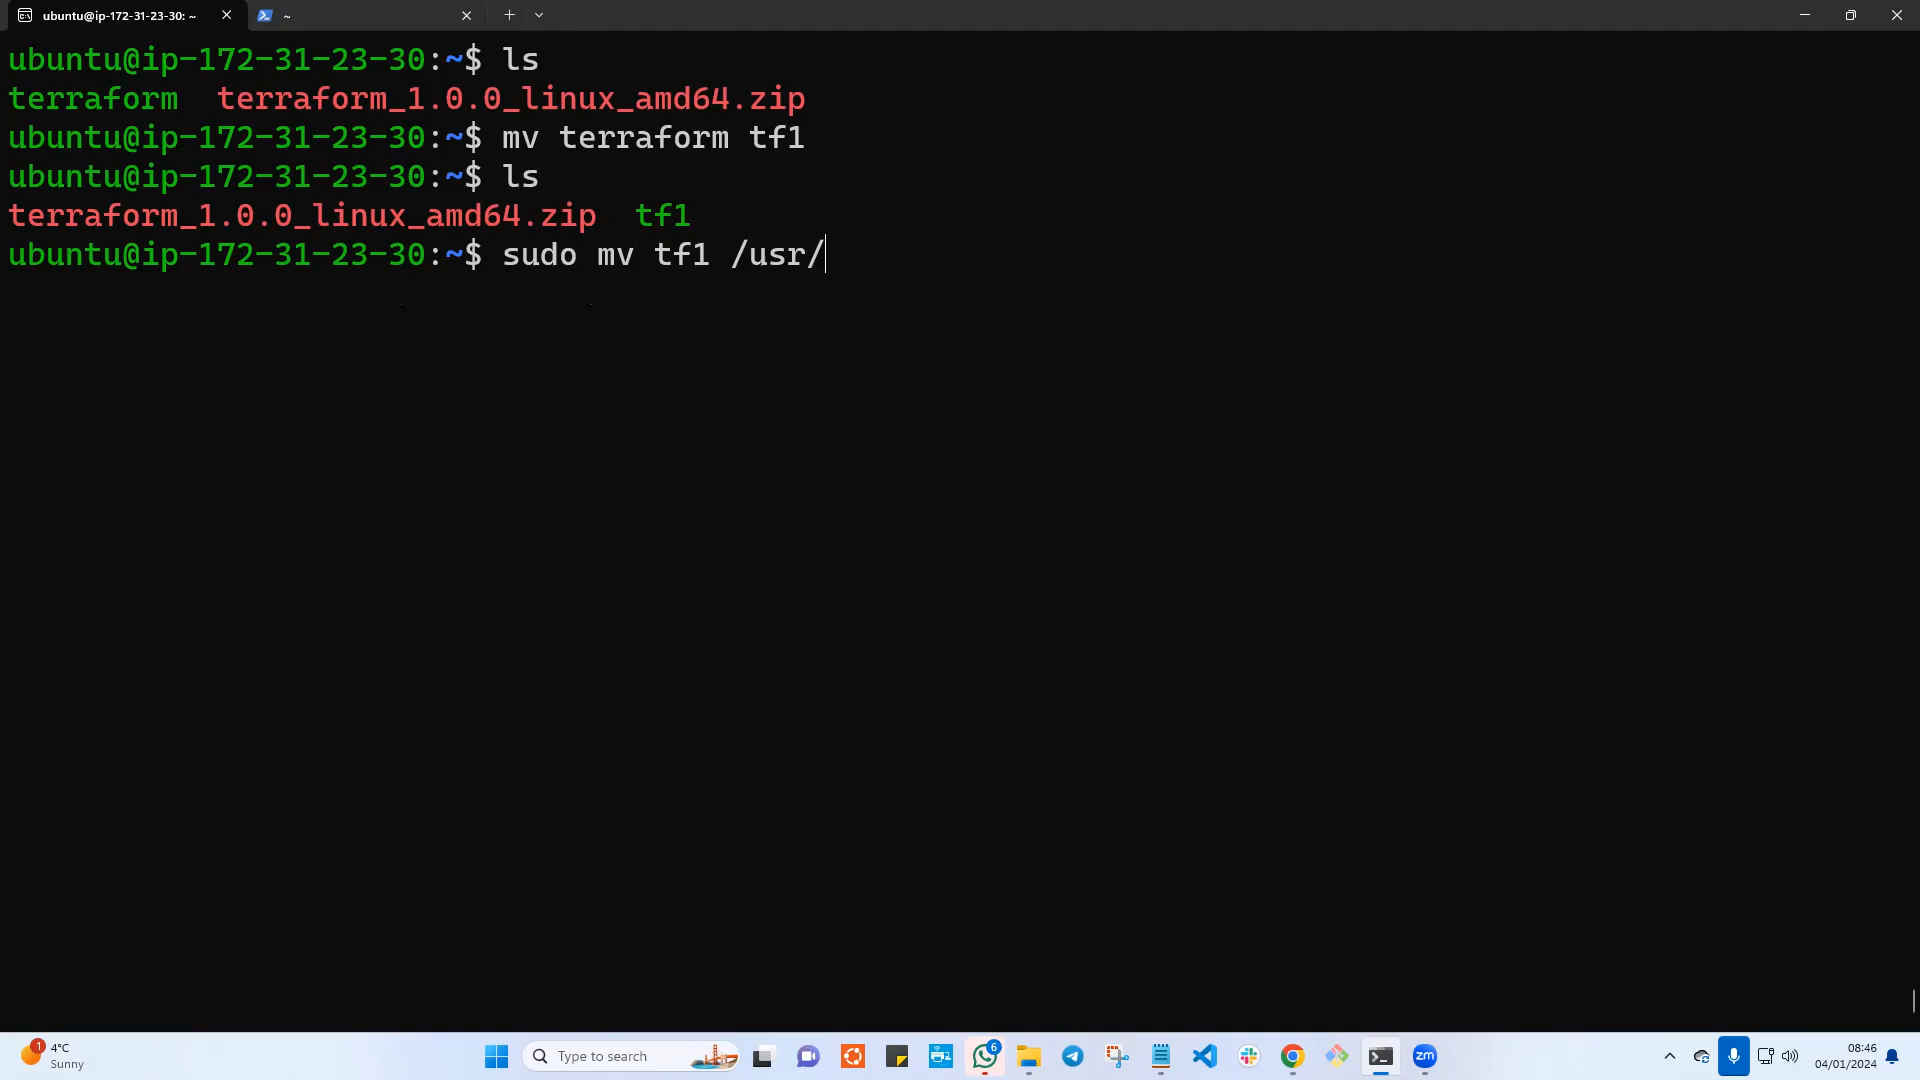 ubuntu@ip-172-31-23-30: ~
~
ubuntu@ip-172-31-23-30:~$ ls
terraform  terraform_1.0.0_linux_amd64.zip
ubuntu@ip-172-31-23-30:~$ mv terraform tf1
ubuntu@ip-172-31-23-30:~$ ls
terraform_1.0.0_linux_amd64.zip  tf1
ubuntu@ip-172-31-23-30:~$ sudo mv tf1 /usr/
1
4°C
Sunny
Type to search
6
zm
08:46
04/01/2024